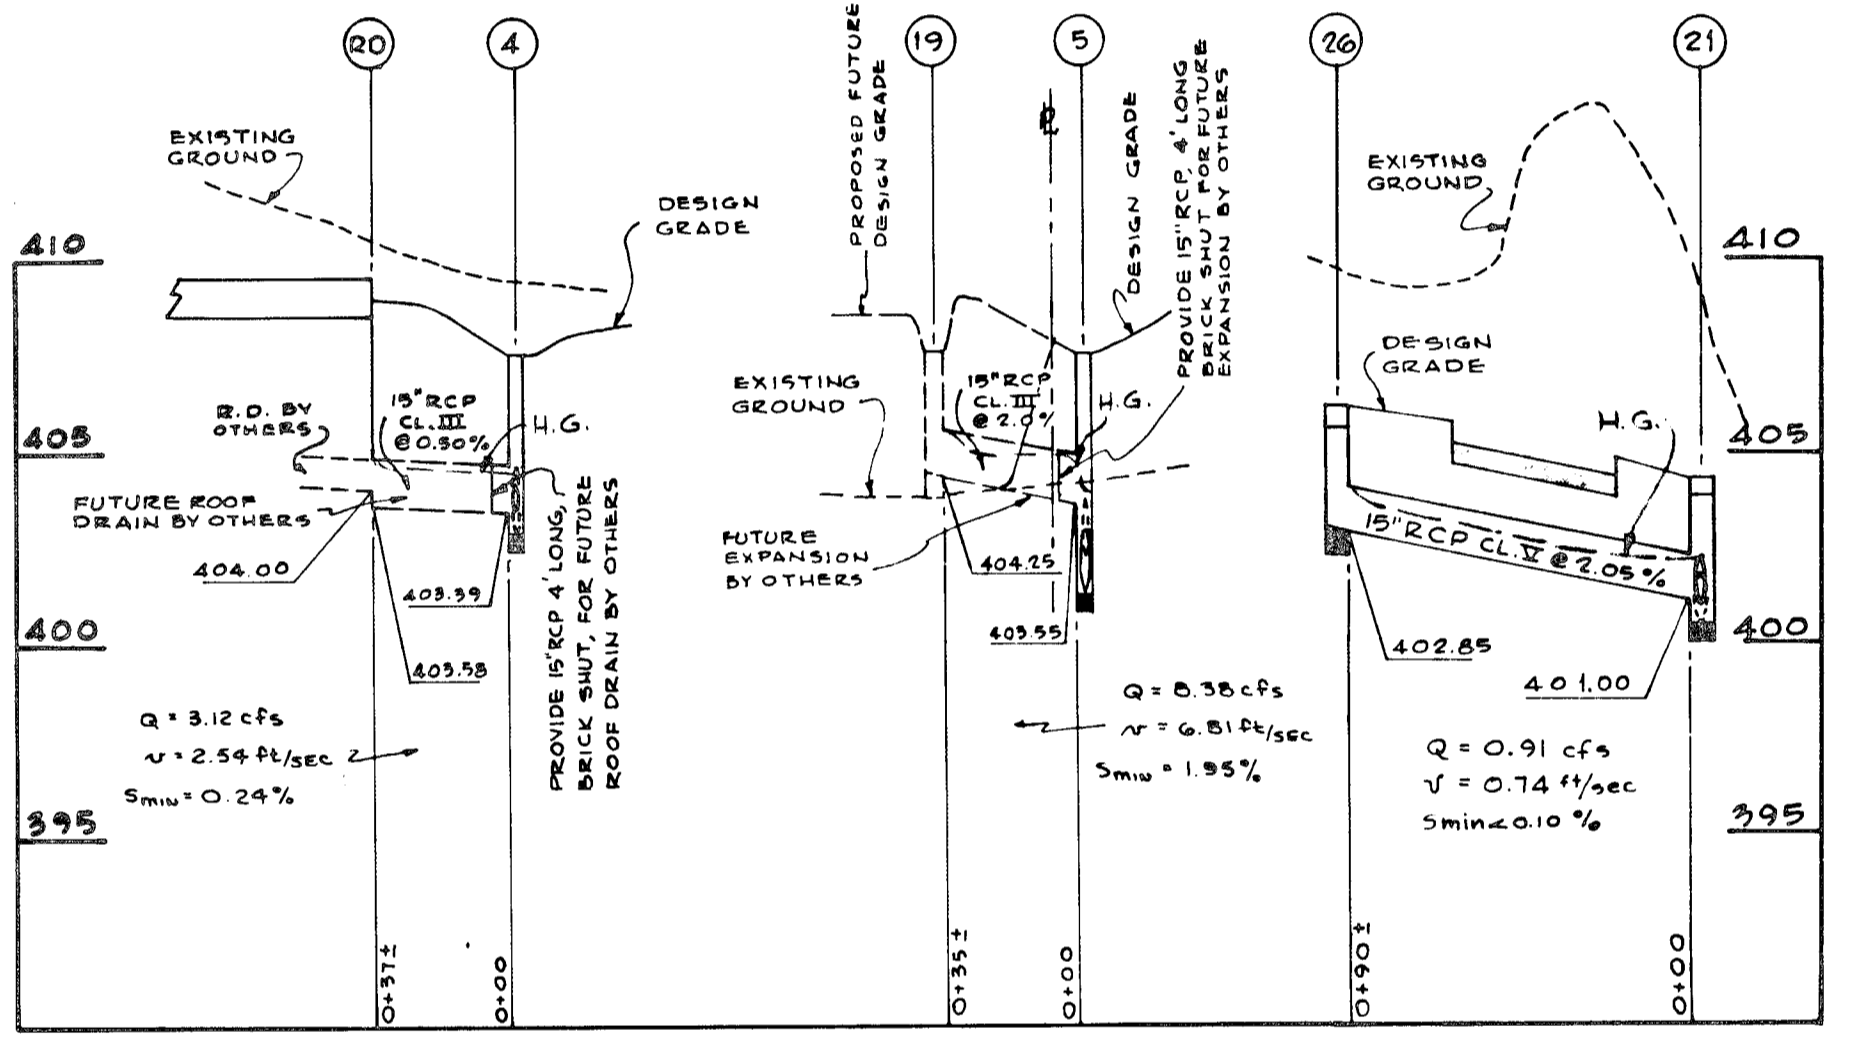 20
4
19
5
26
21
EXISTING
GROUND
DESIGN
GRADE
410
405
400
395
R.D. BY
OTHERS
15" RCP
CL. III
@ 0.50%
H.G.
FUTURE ROOF
DRAIN BY OTHERS
404.00
403.39
403.58
PROVIDE 15" RCP 4' LONG,
BRICK SHUT, FOR FUTURE
ROOF DRAIN BY OTHERS
Q = 3.12 cfs
v = 2.54 ft/sec
Smin = 0.24%
0+37±
0+00
PROPOSED FUTURE
DESIGN GRADE
DESIGN GRADE
PROVIDE 15" RCP, 4' LONG
BRICK SHUT FOR FUTURE
EXPANSION BY OTHERS
EXISTING
GROUND
15" RCP
CL. III
@ 2.0%
H.G.
FUTURE
EXPANSION
BY OTHERS
404.25
403.55
Q = 8.38 cfs
v = 6.81 ft/sec
Smin = 1.95%
0+35±
0+00
EXISTING
GROUND
DESIGN
GRADE
H.G.
15" RCP CL. V @ 2.05%
402.85
401.00
Q = 0.91 cfs
v = 0.74 ft/sec
Smin < 0.10 %
0+90±
0+00
410
405
400
395